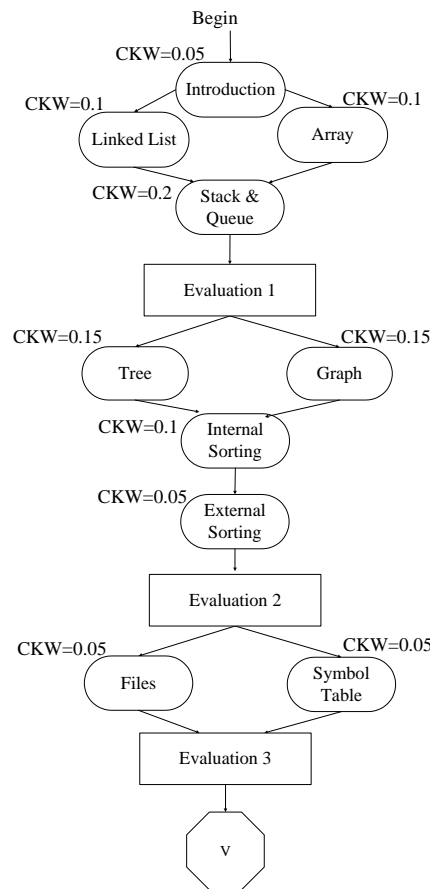 Begin
CKW=0.05
Introduction
CKW=0.1
CKW=0.1
Linked List
Array
CKW=0.2
Stack &
Queue
Evaluation 1
CKW=0.15
CKW=0.15
Tree
Graph
CKW=0.1
Internal
Sorting
CKW=0.05
External
Sorting
Evaluation 2
CKW=0.05
CKW=0.05
Files
Symbol
Table
Evaluation 3
v